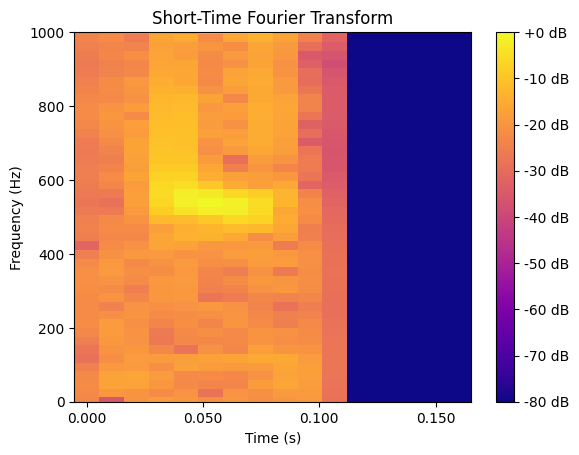 Short-Time Fourier Transform
Frequency (Hz)
1000
800
600
400
200
0
0.000
0.050
0.100
0.150
Time (s)
+0 dB
-10 dB
-20 dB
-30 dB
-40 dB
-50 dB
-60 dB
-70 dB
-80 dB